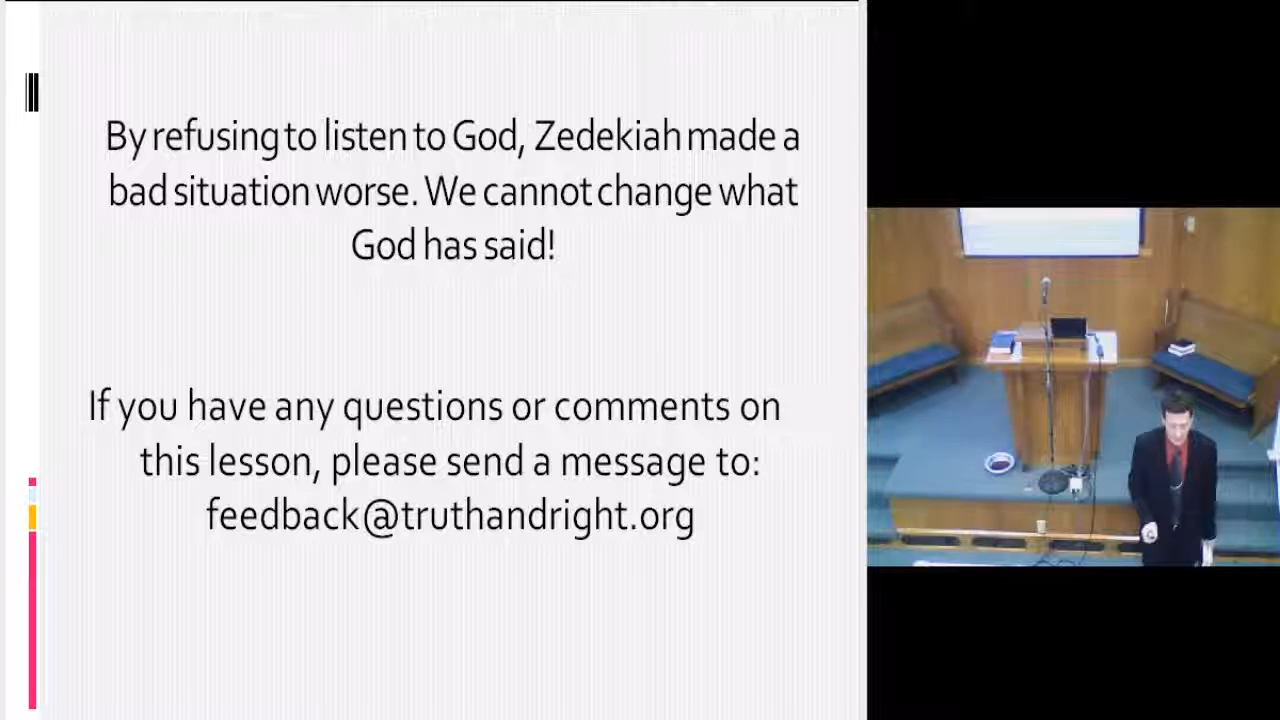 By refusing to listen to God, Zedekiah made a
bad situation worse. We cannot change what
God has said!
If you have any questions or comments on
this lesson, please send a message to:
feedback@truthandright.org